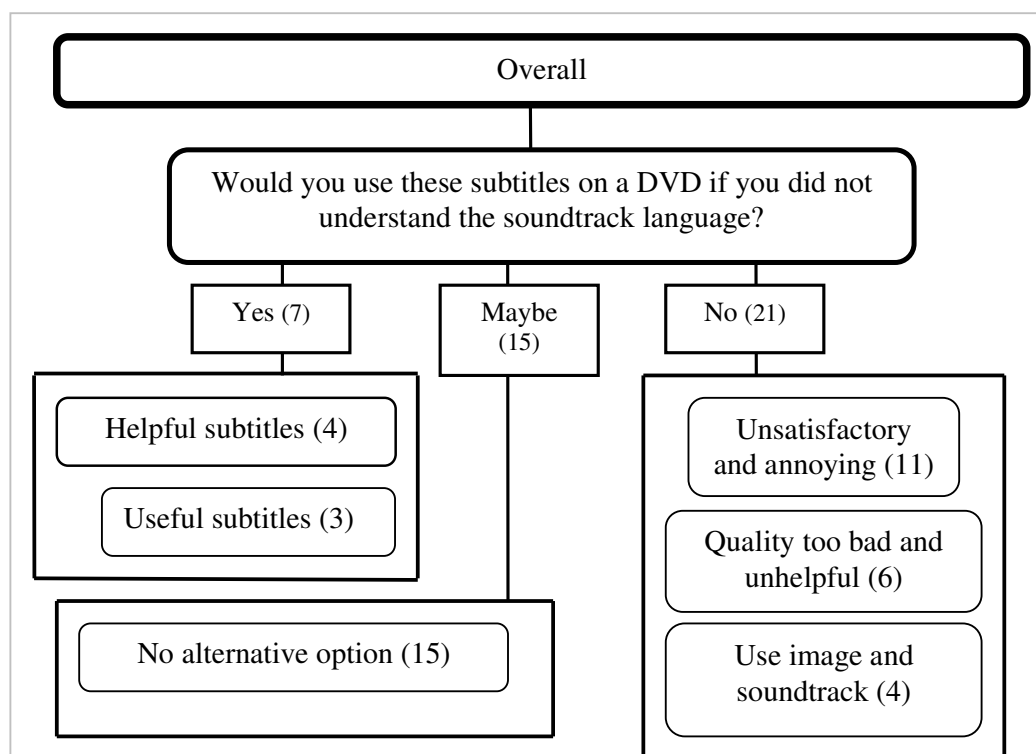 Overall
Would you use these subtitles on a DVD if you did not
understand the soundtrack language?
Yes (7)
Maybe
(15)
No (21)
Helpful subtitles (4)
Useful subtitles (3)
No alternative option (15)
Unsatisfactory
and annoying (11)
Quality too bad and
unhelpful (6)
Use image and
soundtrack (4)